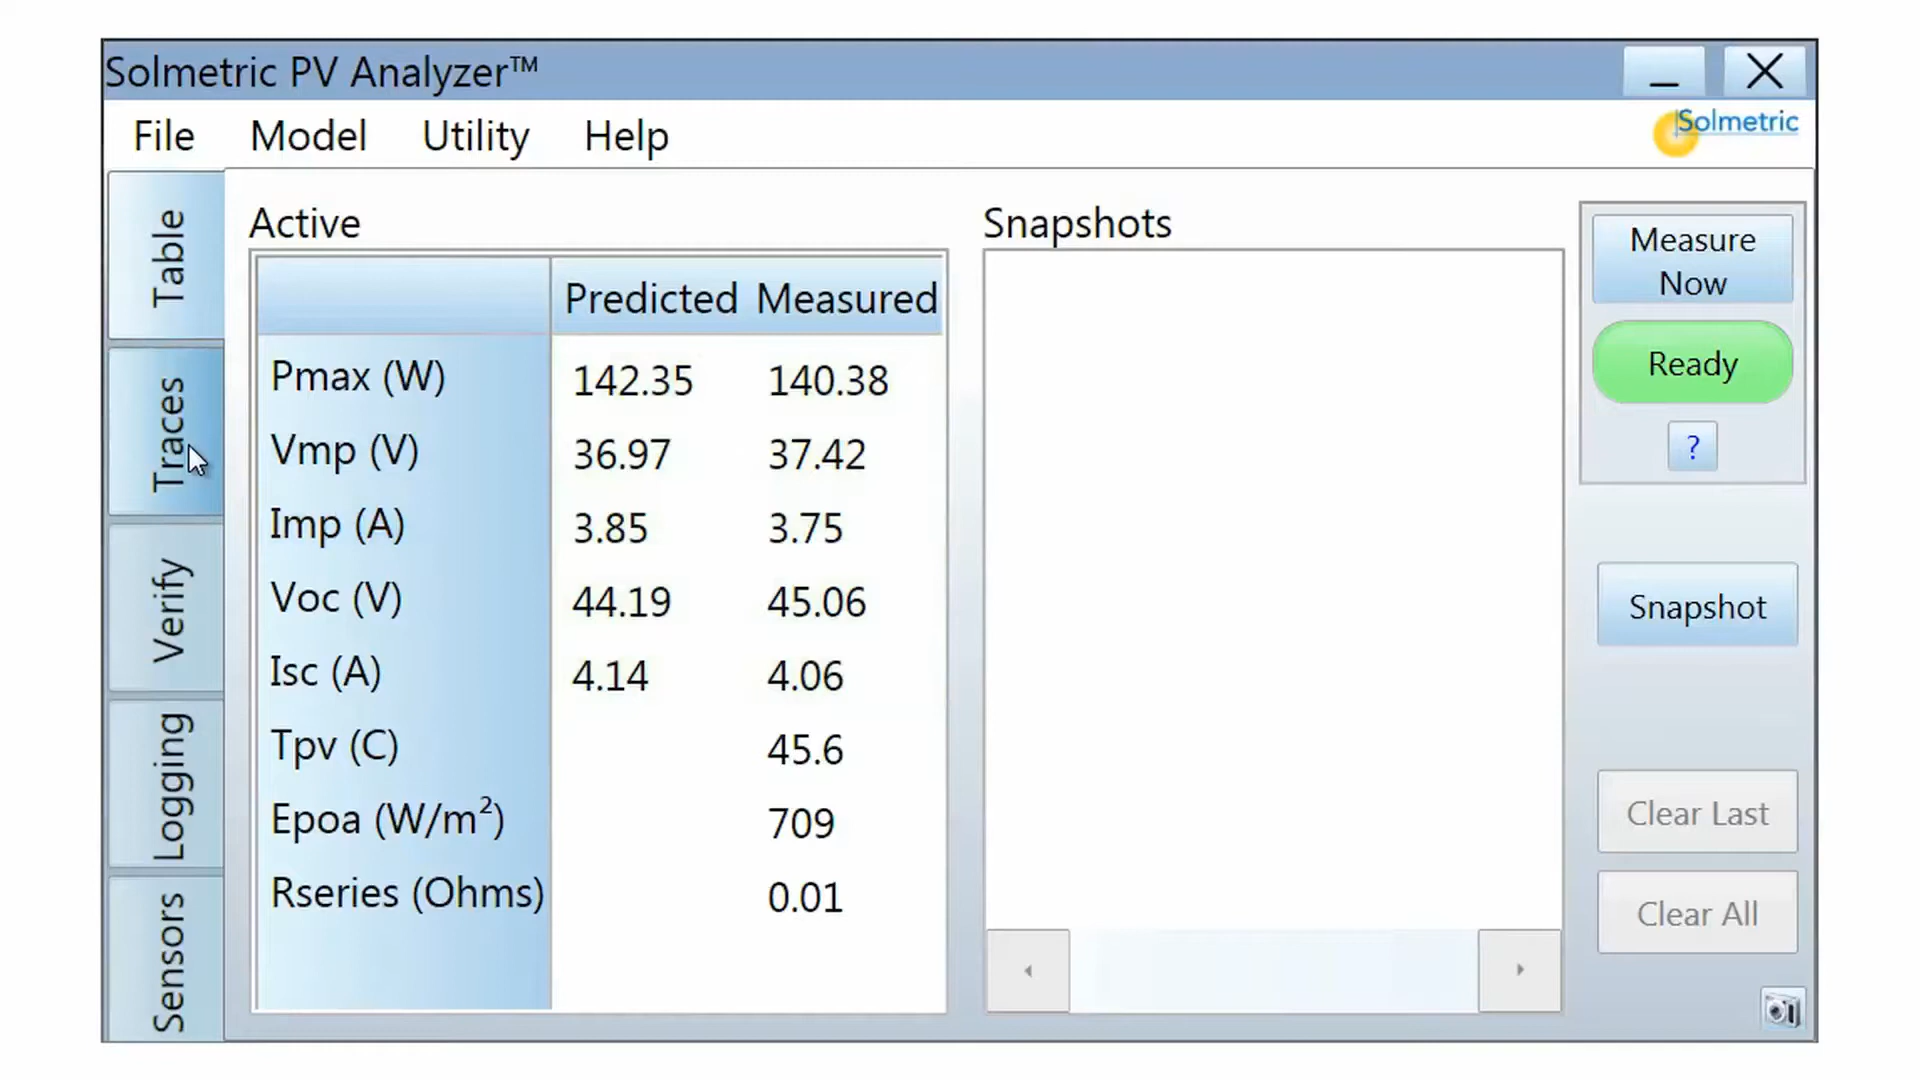 Solmetric PV Analyzer™
File Model Utility Help
Solmetric
Table
Traces
Verify
Logging
Sensors
Active
Predicted Measured
Pmax (W) 142.35 140.38
Vmp (V) 36.97 37.42
Imp (A) 3.85 3.75
Voc (V) 44.19 45.06
Isc (A) 4.14 4.06
Tpv (C) 45.6
Epoa (W/m²) 709
Rseries (Ohms) 0.01
Snapshots
Measure
Now
Ready
?
Snapshot
Clear Last
Clear All